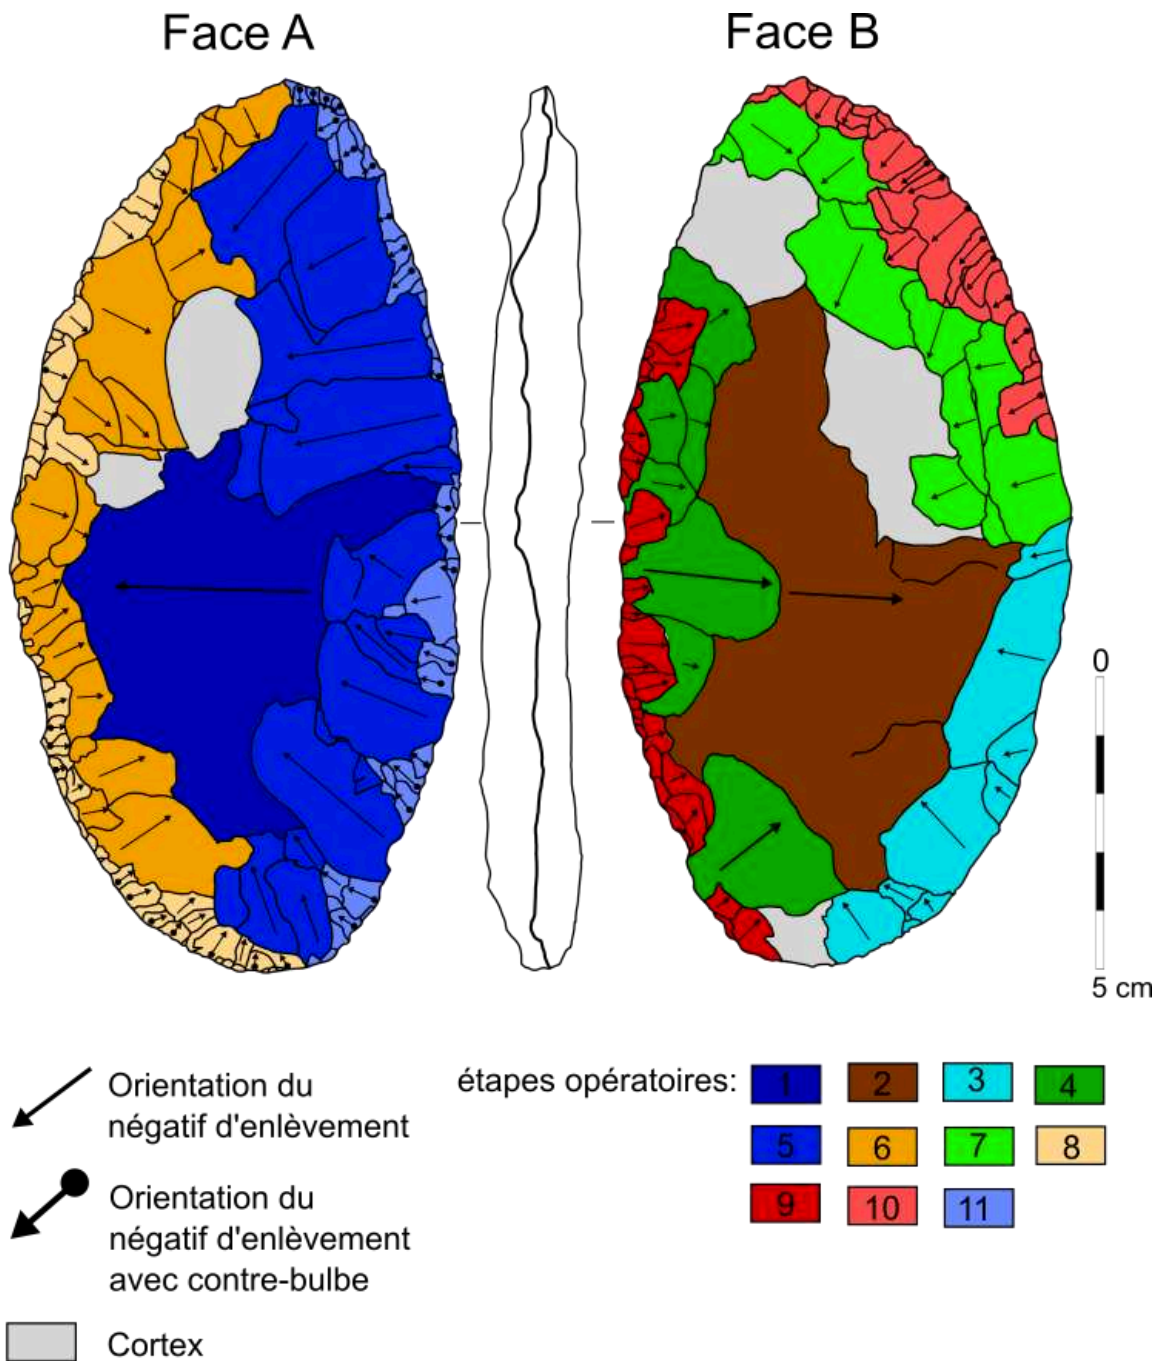 Face A
Face B
0
5 cm
Orientation du
négatif d'enlèvement
Orientation du
négatif d'enlèvement
avec contre-bulbe
Cortex
étapes opératoires:
1 2 3 4
5 6 7 8
9 10 11